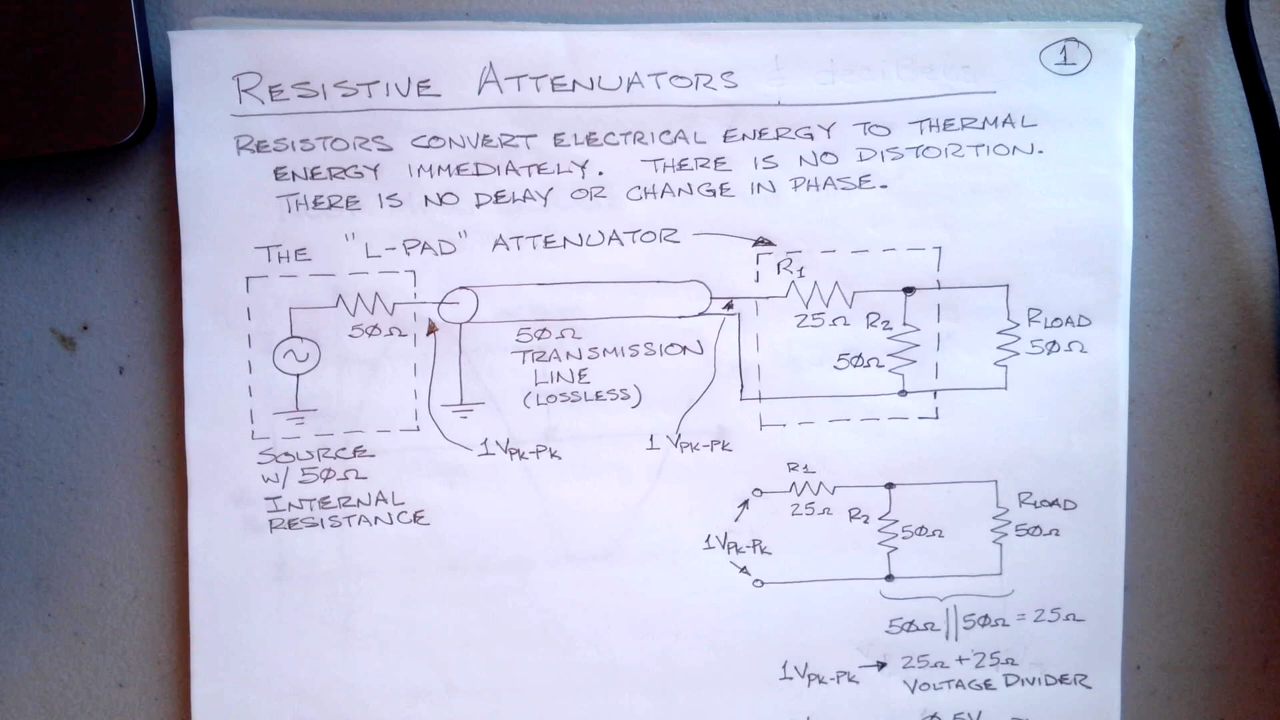 1
RESISTIVE ATTENUATORS
RESISTORS CONVERT ELECTRICAL ENERGY TO THERMAL
ENERGY IMMEDIATELY. THERE IS NO DISTORTION.
THERE IS NO DELAY OR CHANGE IN PHASE.
THE "L-PAD" ATTENUATOR
R1
25Ω
R2
50Ω
RLOAD
50Ω
50Ω
50Ω
TRANSMISSION
LINE
(LOSSLESS)
1VPK-PK
1VPK-PK
SOURCE
W/ 50Ω
INTERNAL
RESISTANCE
R1
25Ω
R2
50Ω
RLOAD
50Ω
1VPK-PK
50Ω||50Ω = 25Ω
1VPK-PK → 25Ω + 25Ω
VOLTAGE DIVIDER